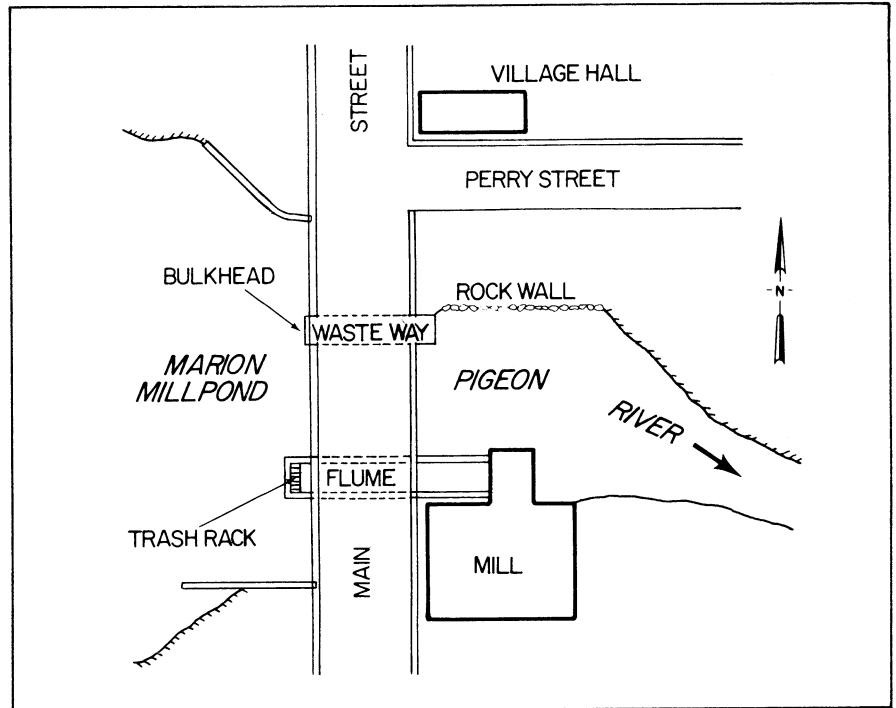 STREET
VILLAGE HALL
PERRY STREET
N
BULKHEAD
ROCK WALL
WASTE WAY
MARION
MILLPOND
PIGEON
RIVER
FLUME
TRASH RACK
MAIN
MILL